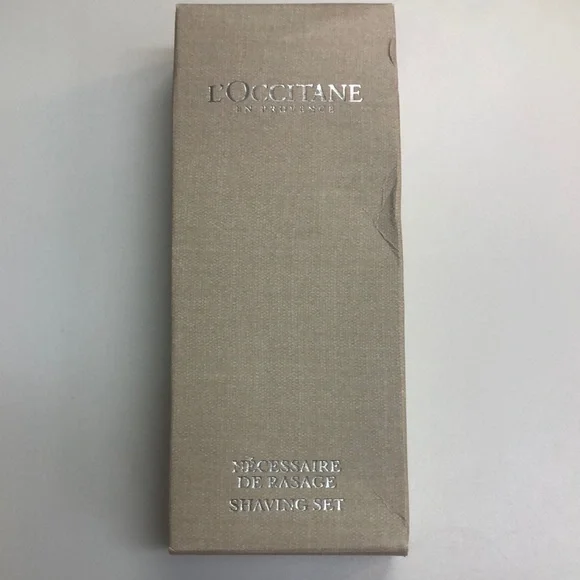 L'OCCITANE
EN PROVENCE
NÉCESSAIRE
DE RASAGE
SHAVING SET